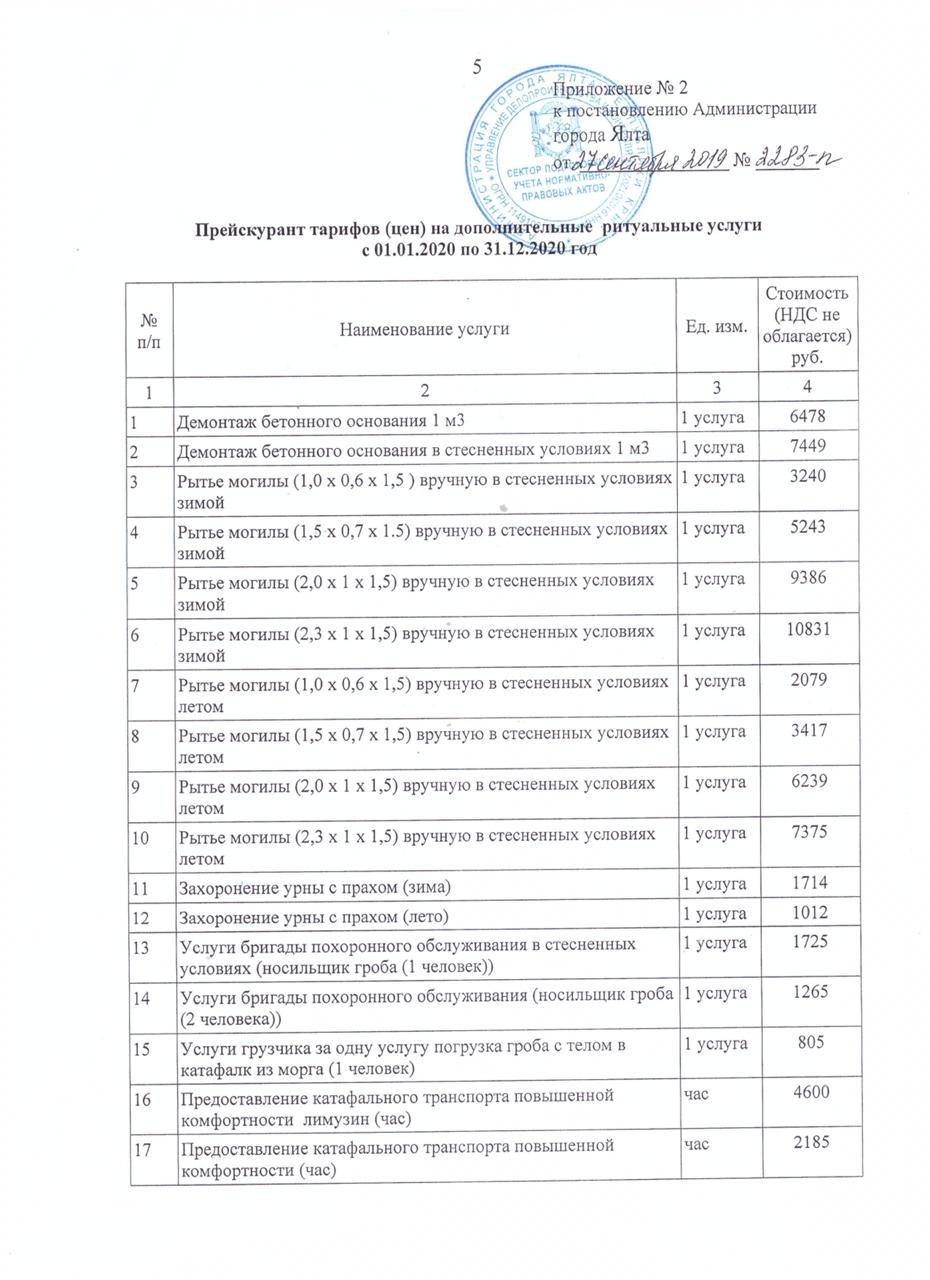 5
Приложение № 2
к постановлению Администрации
города Ялта
от 27 сентября 2019 № 2283-п
СЕКТОР
УЧЕТА НОРМАТИВНО-
ПРАВОВЫХ АКТОВ
Прейскурант тарифов (цен) на дополнительные ритуальные услуги
с 01.01.2020 по 31.12.2020 год
№ п/п Наименование услуги Ед. изм. Стоимость (НДС не облагается) руб.
1 2 3 4
1 Демонтаж бетонного основания 1 м3 1 услуга 6478
2 Демонтаж бетонного основания в стесненных условиях 1 м3 1 услуга 7449
3 Рытье могилы (1,0 х 0,6 х 1,5 ) вручную в стесненных условиях 1 услуга 3240
зимой
4 Рытье могилы (1,5 х 0,7 х 1.5) вручную в стесненных условиях 1 услуга 5243
зимой
5 Рытье могилы (2,0 х 1 х 1,5) вручную в стесненных условиях 1 услуга 9386
зимой
6 Рытье могилы (2,3 х 1 х 1,5) вручную в стесненных условиях 1 услуга 10831
зимой
7 Рытье могилы (1,0 х 0,6 х 1,5) вручную в стесненных условиях 1 услуга 2079
летом
8 Рытье могилы (1,5 х 0,7 х 1,5) вручную в стесненных условиях 1 услуга 3417
летом
9 Рытье могилы (2,0 х 1 х 1,5) вручную в стесненных условиях 1 услуга 6239
летом
10 Рытье могилы (2,3 х 1 х 1,5) вручную в стесненных условиях 1 услуга 7375
летом
11 Захоронение урны с прахом (зима) 1 услуга 1714
12 Захоронение урны с прахом (лето) 1 услуга 1012
13 Услуги бригады похоронного обслуживания в стесненных 1 услуга 1725
условиях (носильщик гроба (1 человек))
14 Услуги бригады похоронного обслуживания (носильщик гроба 1 услуга 1265
(2 человека))
15 Услуги грузчика за одну услугу погрузка гроба с телом в 1 услуга 805
катафалк из морга (1 человек)
16 Предоставление катафального транспорта повышенной час 4600
комфортности лимузин (час)
17 Предоставление катафального транспорта повышенной час 2185
комфортности (час)